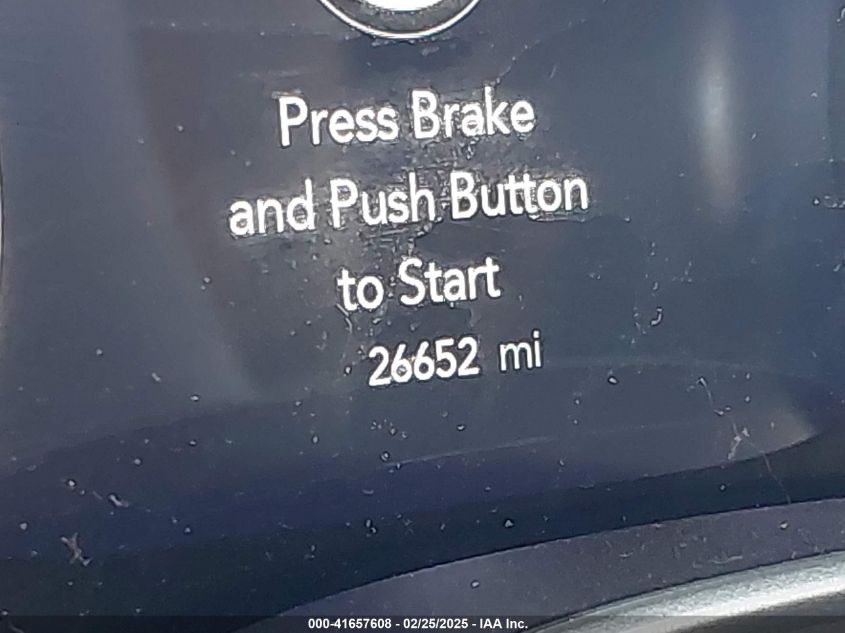 Press Brake
and Push Button
to Start
26652 mi
000-41657608 - 02/25/2025 - IAA Inc.